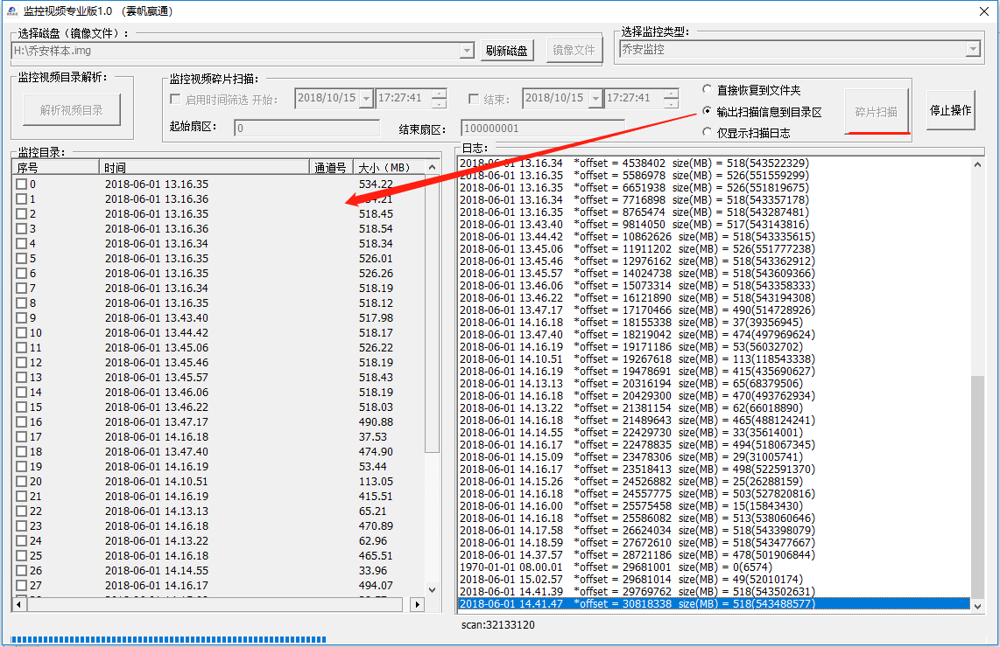 监控视频专业版1.0 （雲帆赢通）
选择磁盘（镜像文件）：
H:\乔安样本.img
刷新磁盘
镜像文件
选择监控类型：
乔安监控
监控视频目录解析：
解析视频目录
监控视频碎片扫描：
启用时间筛选 开始：
2018/10/15
17:27:41
结束：
2018/10/15
17:27:41
起始扇区：
0
结束扇区：
100000001
直接恢复到文件夹
输出扫描信息到目录区
仅显示扫描日志
碎片扫描
停止操作
监控目录：
序号 时间 通道号 大小（MB）
0 2018-06-01 13.16.35 534.22
1 2018-06-01 13.16.36
2 2018-06-01 13.16.35 518.45
3 2018-06-01 13.16.36 518.54
4 2018-06-01 13.16.34 518.34
5 2018-06-01 13.16.35 526.01
6 2018-06-01 13.16.35 526.26
7 2018-06-01 13.16.34 518.19
8 2018-06-01 13.16.35 518.12
9 2018-06-01 13.43.40 517.98
10 2018-06-01 13.44.42 518.17
11 2018-06-01 13.45.06 526.22
12 2018-06-01 13.45.46 518.19
13 2018-06-01 13.45.57 518.43
14 2018-06-01 13.46.06 518.19
15 2018-06-01 13.46.22 518.03
16 2018-06-01 13.47.17 490.88
17 2018-06-01 14.16.18 37.53
18 2018-06-01 13.47.40 474.90
19 2018-06-01 14.16.19 53.44
20 2018-06-01 14.10.51 113.05
21 2018-06-01 14.16.19 415.51
22 2018-06-01 14.13.13 65.21
23 2018-06-01 14.16.18 470.89
24 2018-06-01 14.13.22 62.96
25 2018-06-01 14.16.18 465.51
26 2018-06-01 14.14.55 33.96
27 2018-06-01 14.16.17 494.07
日志：
2018-06-01 13.16.34 *offset = 4538402 size(MB) = 518(543522329)
2018-06-01 13.16.35 *offset = 5586978 size(MB) = 526(551559299)
2018-06-01 13.16.35 *offset = 6651938 size(MB) = 526(551819675)
2018-06-01 13.16.34 *offset = 7716898 size(MB) = 518(543357178)
2018-06-01 13.16.35 *offset = 8765474 size(MB) = 518(543287481)
2018-06-01 13.43.40 *offset = 9814050 size(MB) = 517(543143816)
2018-06-01 13.44.42 *offset = 10862626 size(MB) = 518(543335615)
2018-06-01 13.45.06 *offset = 11911202 size(MB) = 526(551777238)
2018-06-01 13.45.46 *offset = 12976162 size(MB) = 518(543362912)
2018-06-01 13.45.57 *offset = 14024738 size(MB) = 518(543609366)
2018-06-01 13.46.06 *offset = 15073314 size(MB) = 518(543358333)
2018-06-01 13.46.22 *offset = 16121890 size(MB) = 518(543194308)
2018-06-01 13.47.17 *offset = 17170466 size(MB) = 490(514728926)
2018-06-01 14.16.18 *offset = 18155338 size(MB) = 37(39356945)
2018-06-01 13.47.40 *offset = 18219042 size(MB) = 474(497969624)
2018-06-01 14.16.19 *offset = 19171186 size(MB) = 53(56032702)
2018-06-01 14.10.51 *offset = 19267618 size(MB) = 113(118543338)
2018-06-01 14.16.19 *offset = 19478691 size(MB) = 415(435690627)
2018-06-01 14.13.13 *offset = 20316194 size(MB) = 65(68379506)
2018-06-01 14.16.18 *offset = 20429300 size(MB) = 470(493762934)
2018-06-01 14.13.22 *offset = 21381154 size(MB) = 62(66018890)
2018-06-01 14.16.18 *offset = 21489643 size(MB) = 465(488124241)
2018-06-01 14.14.55 *offset = 22429730 size(MB) = 33(35614001)
2018-06-01 14.16.17 *offset = 22478835 size(MB) = 494(518067345)
2018-06-01 14.15.09 *offset = 23478306 size(MB) = 29(31005741)
2018-06-01 14.16.17 *offset = 23518413 size(MB) = 498(522591370)
2018-06-01 14.15.26 *offset = 24526882 size(MB) = 25(26288159)
2018-06-01 14.16.18 *offset = 24557775 size(MB) = 503(527820816)
2018-06-01 14.16.00 *offset = 25575458 size(MB) = 15(15843430)
2018-06-01 14.16.18 *offset = 25586082 size(MB) = 513(538060646)
2018-06-01 14.17.58 *offset = 26624034 size(MB) = 518(543398079)
2018-06-01 14.18.59 *offset = 27672610 size(MB) = 518(543477667)
2018-06-01 14.37.57 *offset = 28721186 size(MB) = 478(501906844)
1970-01-01 08.00.01 *offset = 29681001 size(MB) = 0(6574)
2018-06-01 15.02.57 *offset = 29681014 size(MB) = 49(52010174)
2018-06-01 14.41.39 *offset = 29769762 size(MB) = 518(543502631)
2018-06-01 14.41.47 *offset = 30818338 size(MB) = 518(543488577)
scan:32133120